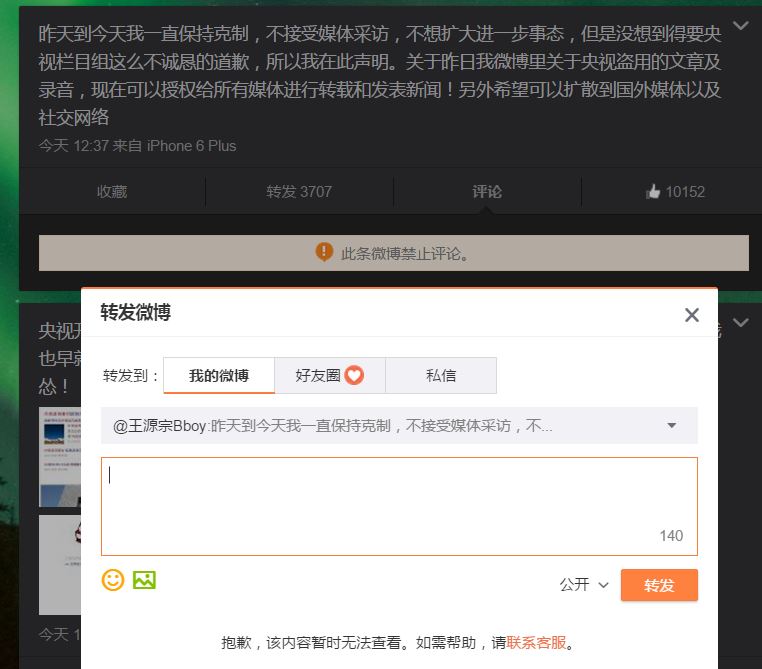 昨天到今天我一直保持克制，不接受媒体采访，不想扩大进一步事态，但是没想到得要央
视栏目组这么不诚恳的道歉，所以我在此声明。关于昨日我微博里关于央视盗用的文章及
录音，现在可以授权给所有媒体进行转载和发表新闻！另外希望可以扩散到国外媒体以及
社交网络
今天 12:37 来自 iPhone 6 Plus
收藏 转发 3707 评论 10152
此条微博禁止评论。
转发微博
央视
也早就
怂！
转发到： 我的微博 好友圈 私信
@王源宗Bboy:昨天到今天我一直保持克制，不接受媒体采访，不...
140
公开 转发
今天 1
抱歉，该内容暂时无法查看。如需帮助，请联系客服。